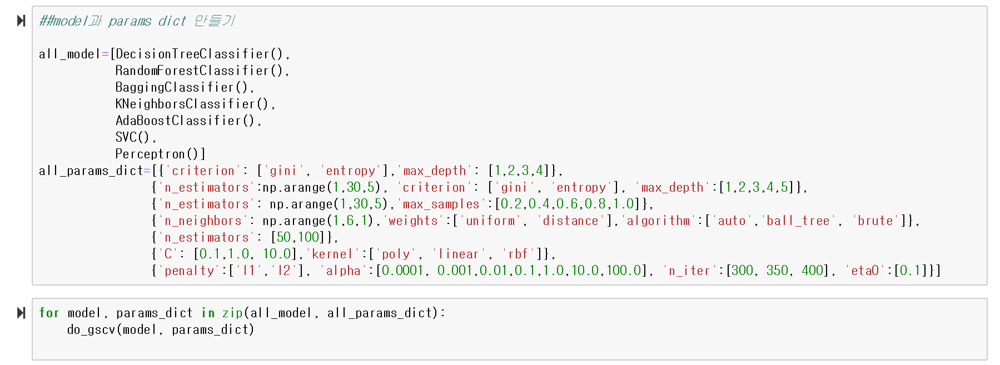 ##model과 params dict 만들기
all_model=[DecisionTreeClassifier(),
RandomForestClassifier(),
BaggingClassifier(),
KNeighborsClassifier(),
AdaBoostClassifier(),
SVC(),
Perceptron()]
all_params_dict=[{'criterion': ['gini', 'entropy'],'max_depth': [1,2,3,4]},
{'n_estimators':np.arange(1,30,5), 'criterion': ['gini', 'entropy'], 'max_depth':[1,2,3,4,5]},
{'n_estimators': np.arange(1,30,5),'max_samples':[0.2,0.4,0.6,0.8,1.0]},
{'n_neighbors': np.arange(1,6,1),'weights':['uniform', 'distance'],'algorithm':['auto','ball_tree', 'brute']},
{'n_estimators': [50,100]},
{'C': [0.1,1.0, 10.0],'kernel':['poly', 'linear', 'rbf']},
{'penalty':['l1','l2'], 'alpha':[0.0001, 0.001,0.01,0.1,1.0,10.0,100.0], 'n_iter':[300, 350, 400], 'eta0':[0.1]}]
for model, params_dict in zip(all_model, all_params_dict):
do_gscv(model, params_dict)